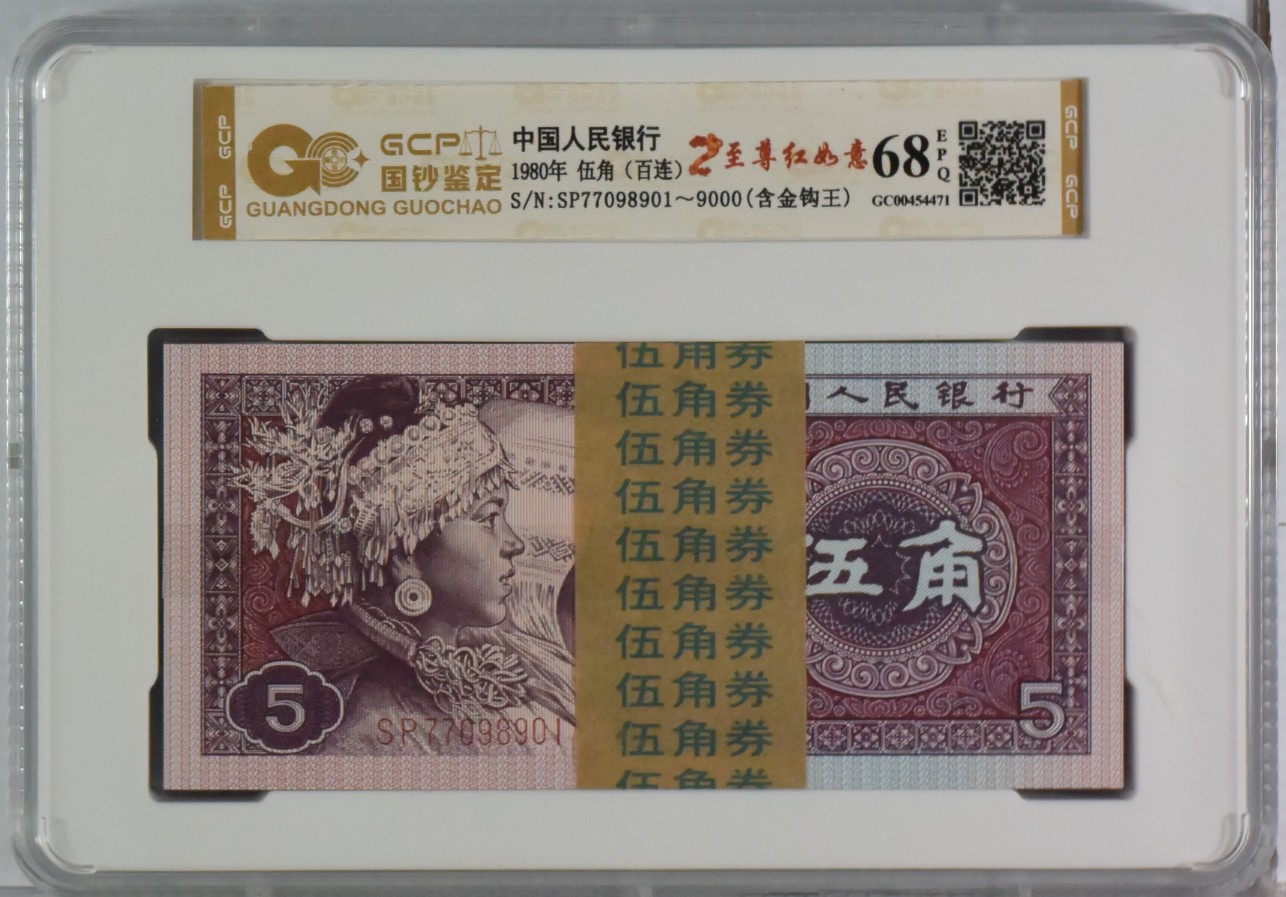 GCP
国钞鉴定
GUANGDONG GUOCHAO
中国人民银行
1980年 伍角（百连）
S/N:SP77098901～9000(含金钩王)
至尊红如意
68
EPQ
GC00454471
GCP
GCP
GCP
GCP
人民银行
伍角券
伍角券
伍角券
伍角券
伍角券
伍角券
伍角券
伍角券
伍角券
伍角券
伍角
5
SP77098901
5